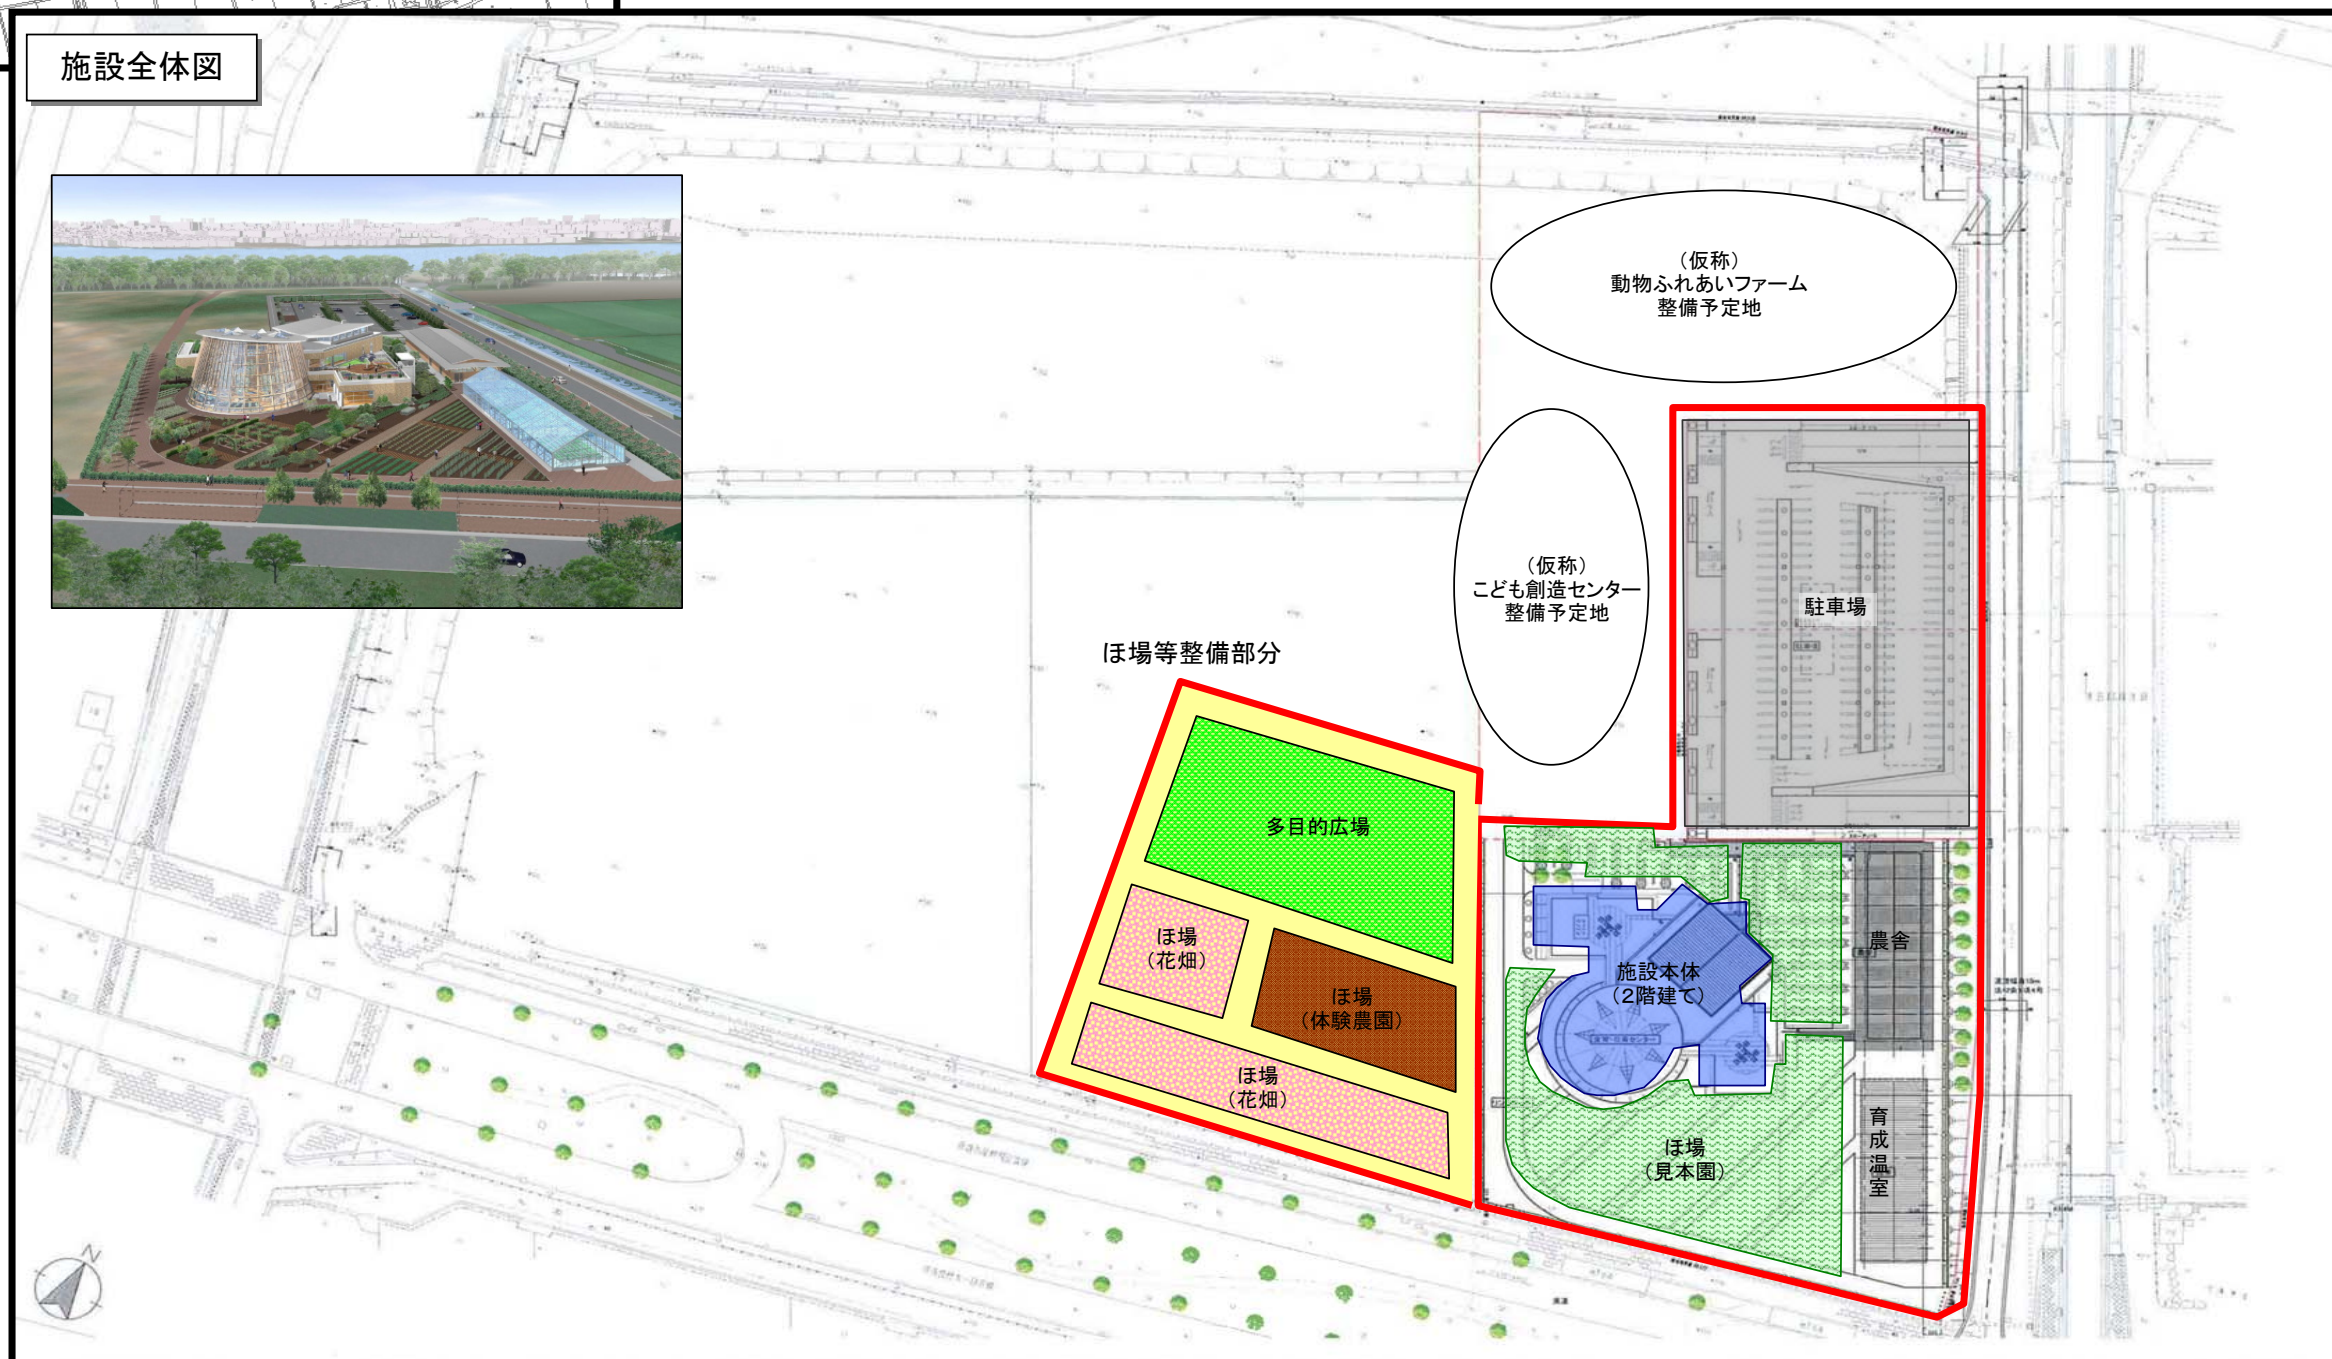 施設全体図
（仮称）
動物ふれあいファーム
整備予定地
（仮称）
こども創造センター
整備予定地
駐車場
ほ場等整備部分
多目的広場
ほ場
（花畑）
ほ場
（体験農園）
ほ場
（花畑）
施設本体
（2階建て）
農舎
ほ場
（見本園）
育成温室
N